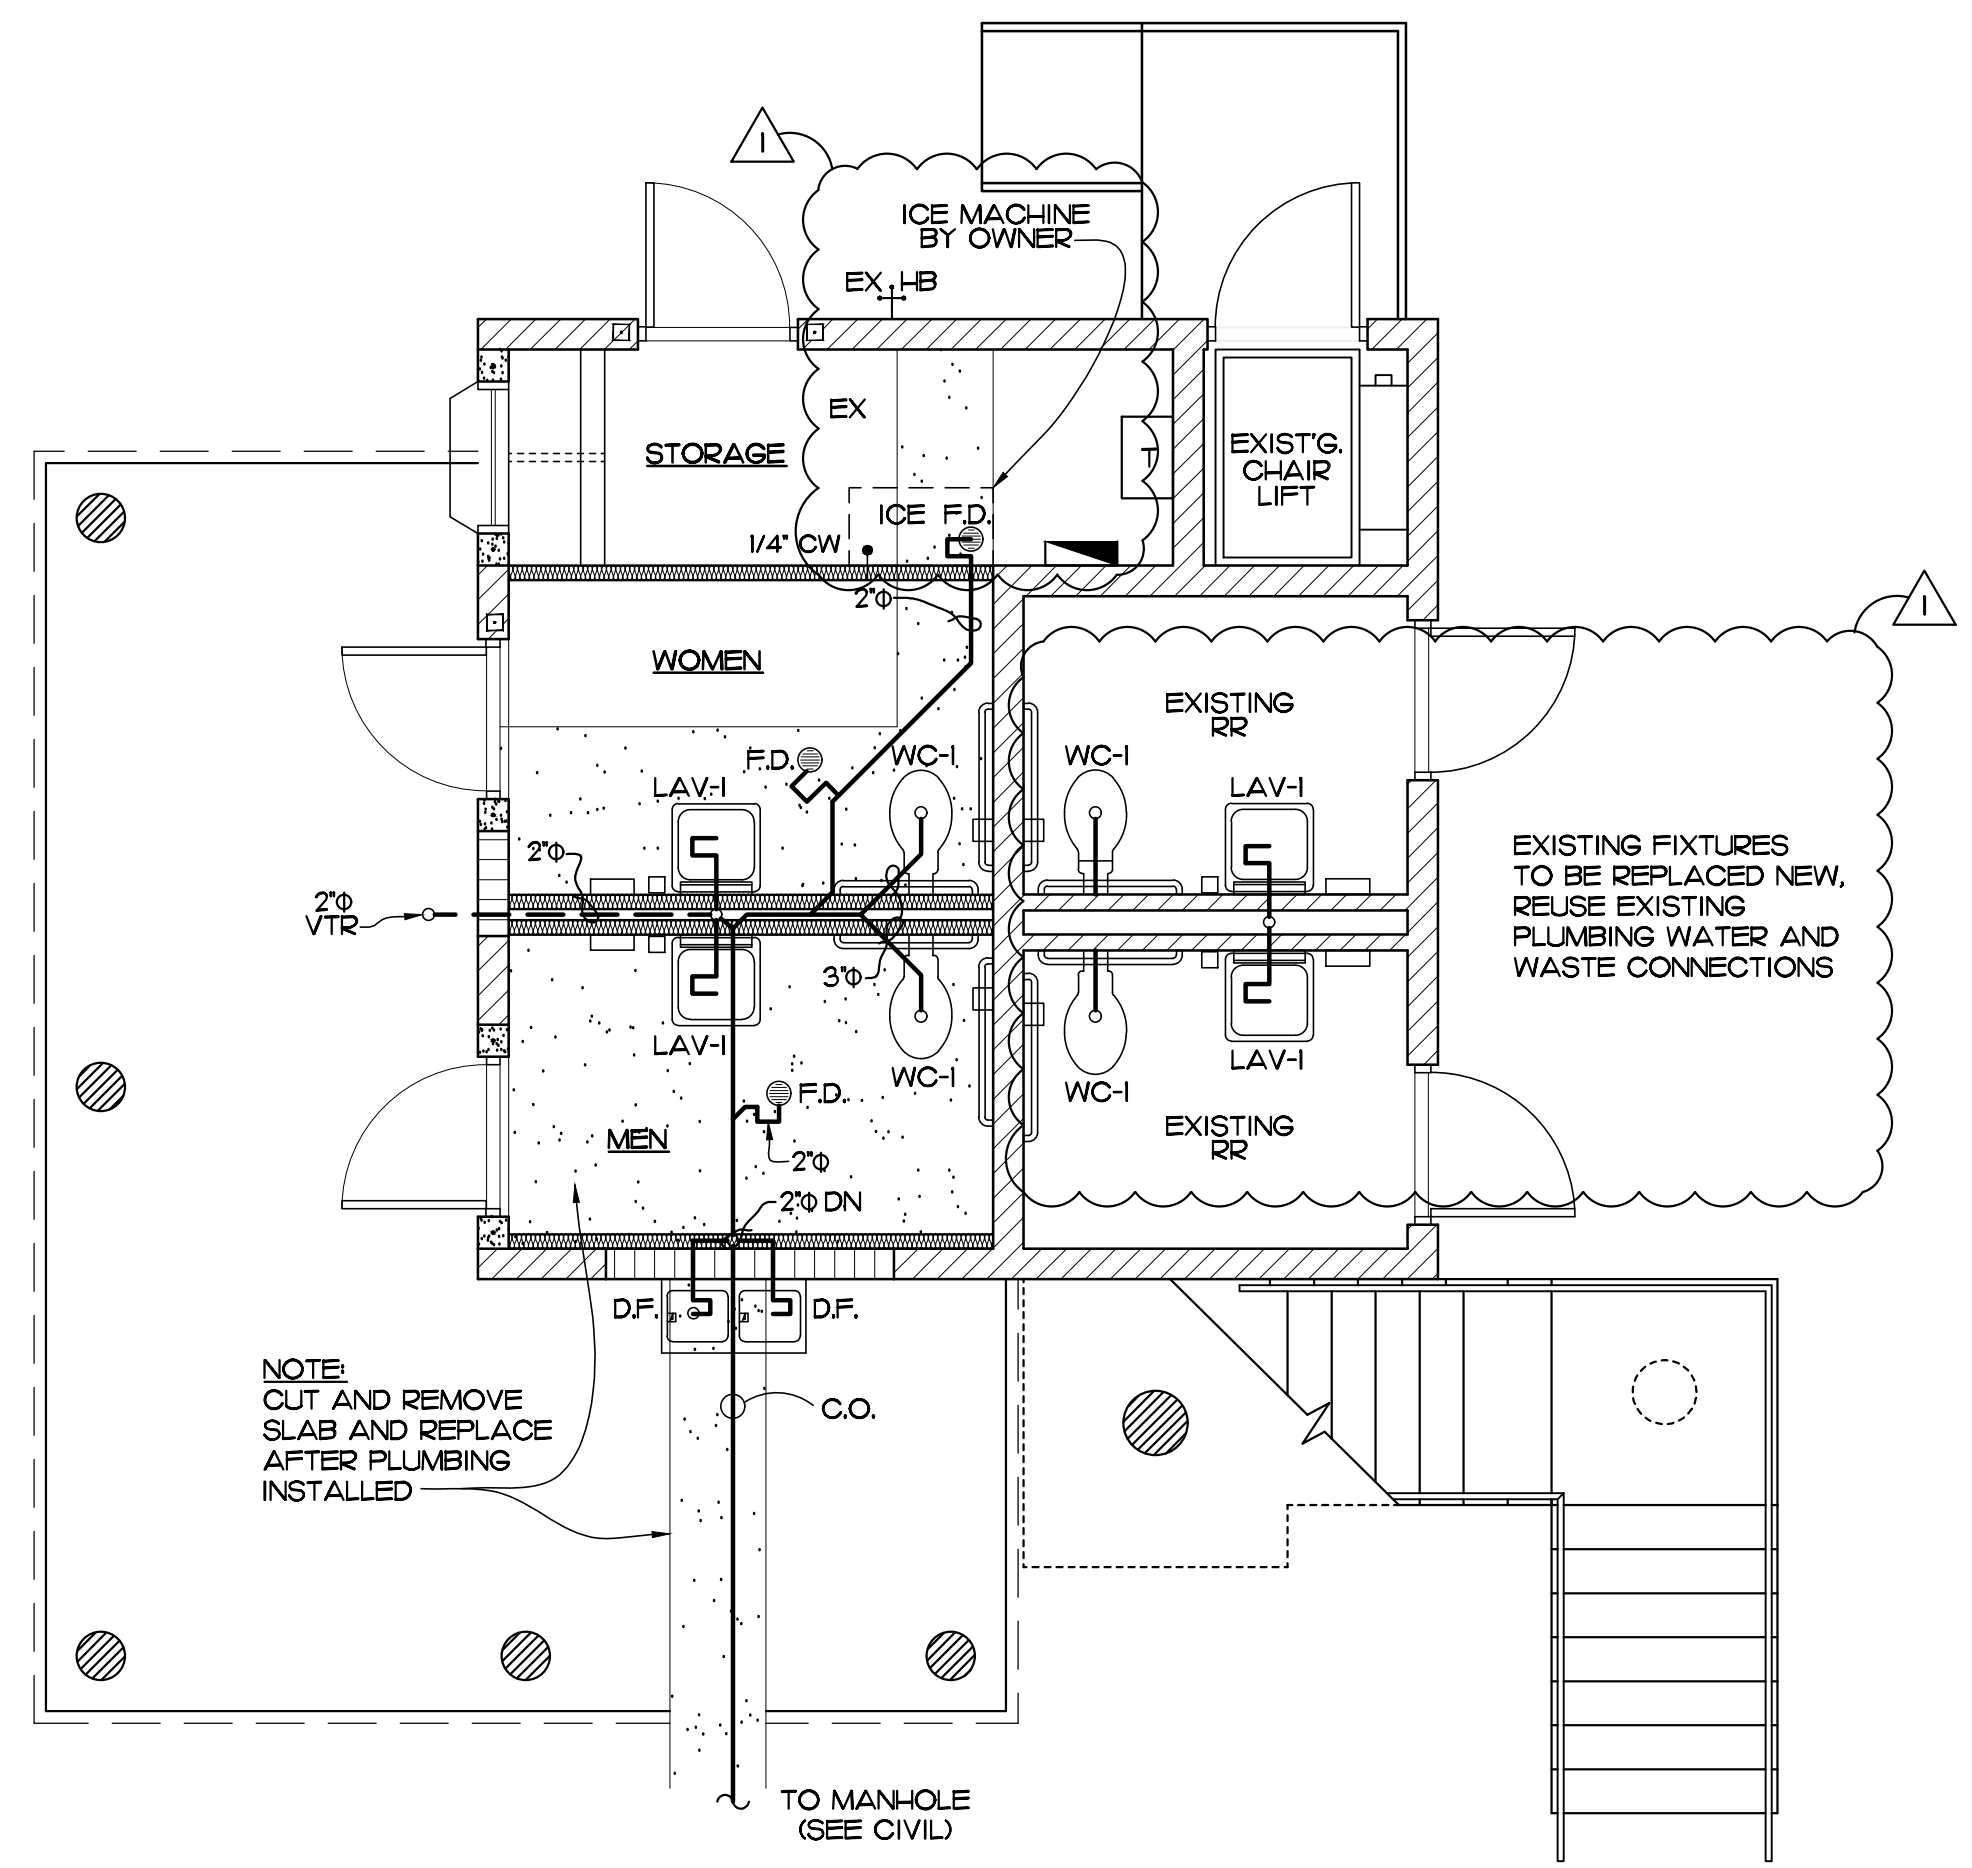 1
ICE MACHINE
BY OWNER
EX. HB
EX
STORAGE
T
EXIST'G.
CHAIR
LIFT
ICE F.D.
1/4" CW
2"Φ
1
WOMEN
EXISTING
RR
F.D.
WC-1
WC-1
LAV-1
LAV-1
2"Φ
2"Φ
VTR
EXISTING FIXTURES
TO BE REPLACED NEW,
REUSE EXISTING
PLUMBING WATER AND
WASTE CONNECTIONS
3"Φ
LAV-1
LAV-1
WC-1
WC-1
F.D.
MEN
EXISTING
RR
2"Φ
2"Φ DN
D.F.
D.F.
NOTE:
CUT AND REMOVE
SLAB AND REPLACE
AFTER PLUMBING
INSTALLED
C.O.
TO MANHOLE
(SEE CIVIL)